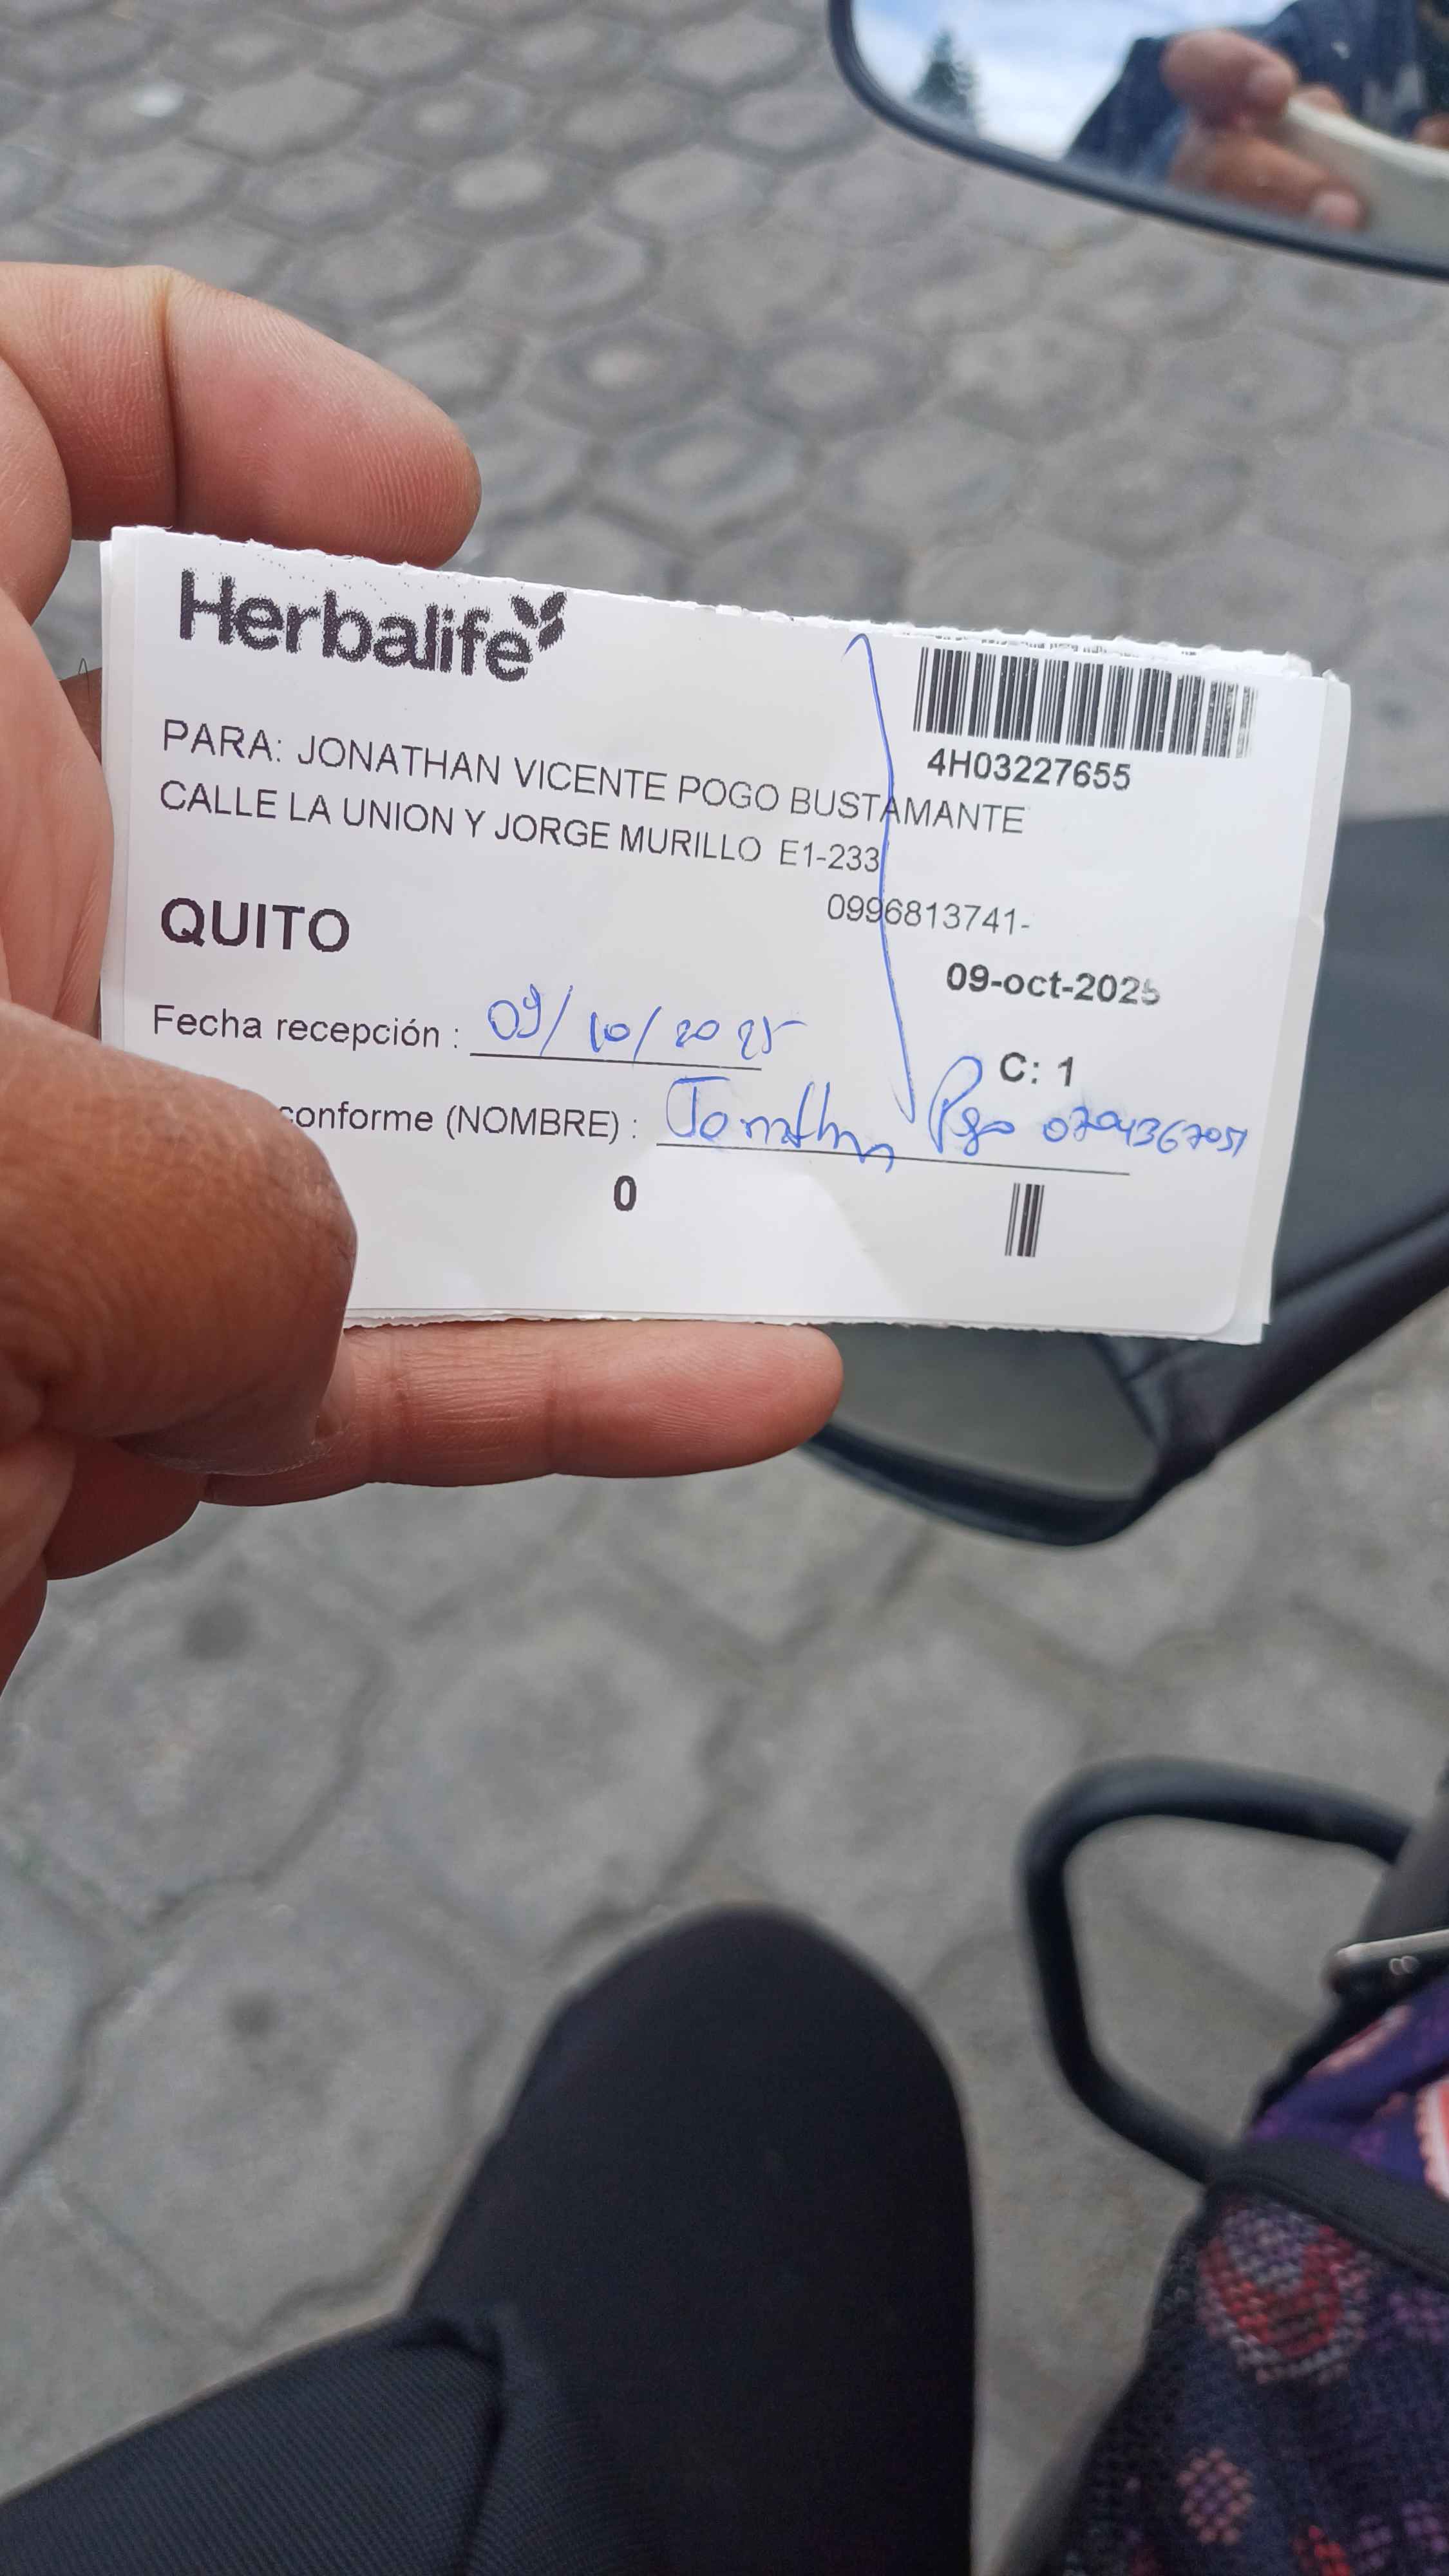 Herbalife
4H03227655
PARA: JONATHAN VICENTE POGO BUSTAMANTE
CALLE LA UNION Y JORGE MURILLO E1-233
0996813741-
QUITO
09-oct-2025
Fecha recepción : 09/10/2025
C: 1
conforme (NOMBRE) : Jonathan Pogo 0704367051
0